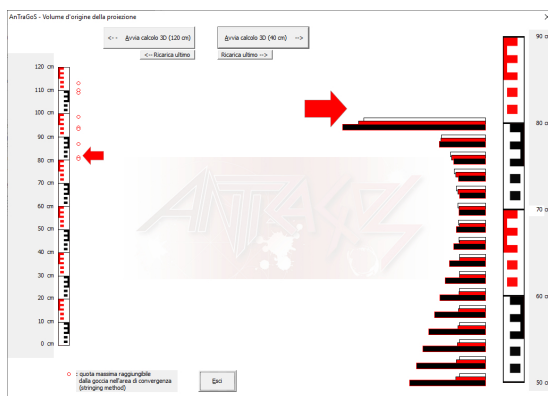 AnTraGoS - Volume d'origine della proiezione
<-- Avvia calcolo 3D (120 cm)
Avvia calcolo 3D (40 cm) -->
<-- Ricarica ultimo
Ricarica ultimo -->
120 cm
110 cm
100 cm
90 cm
80 cm
70 cm
60 cm
50 cm
40 cm
30 cm
20 cm
10 cm
0 cm
90 cm
80 cm
70 cm
60 cm
50 cm
ANTRAGOS
: quota massima raggiungibile
dalla goccia nell'area di convergenza
(stringing method)
Esci